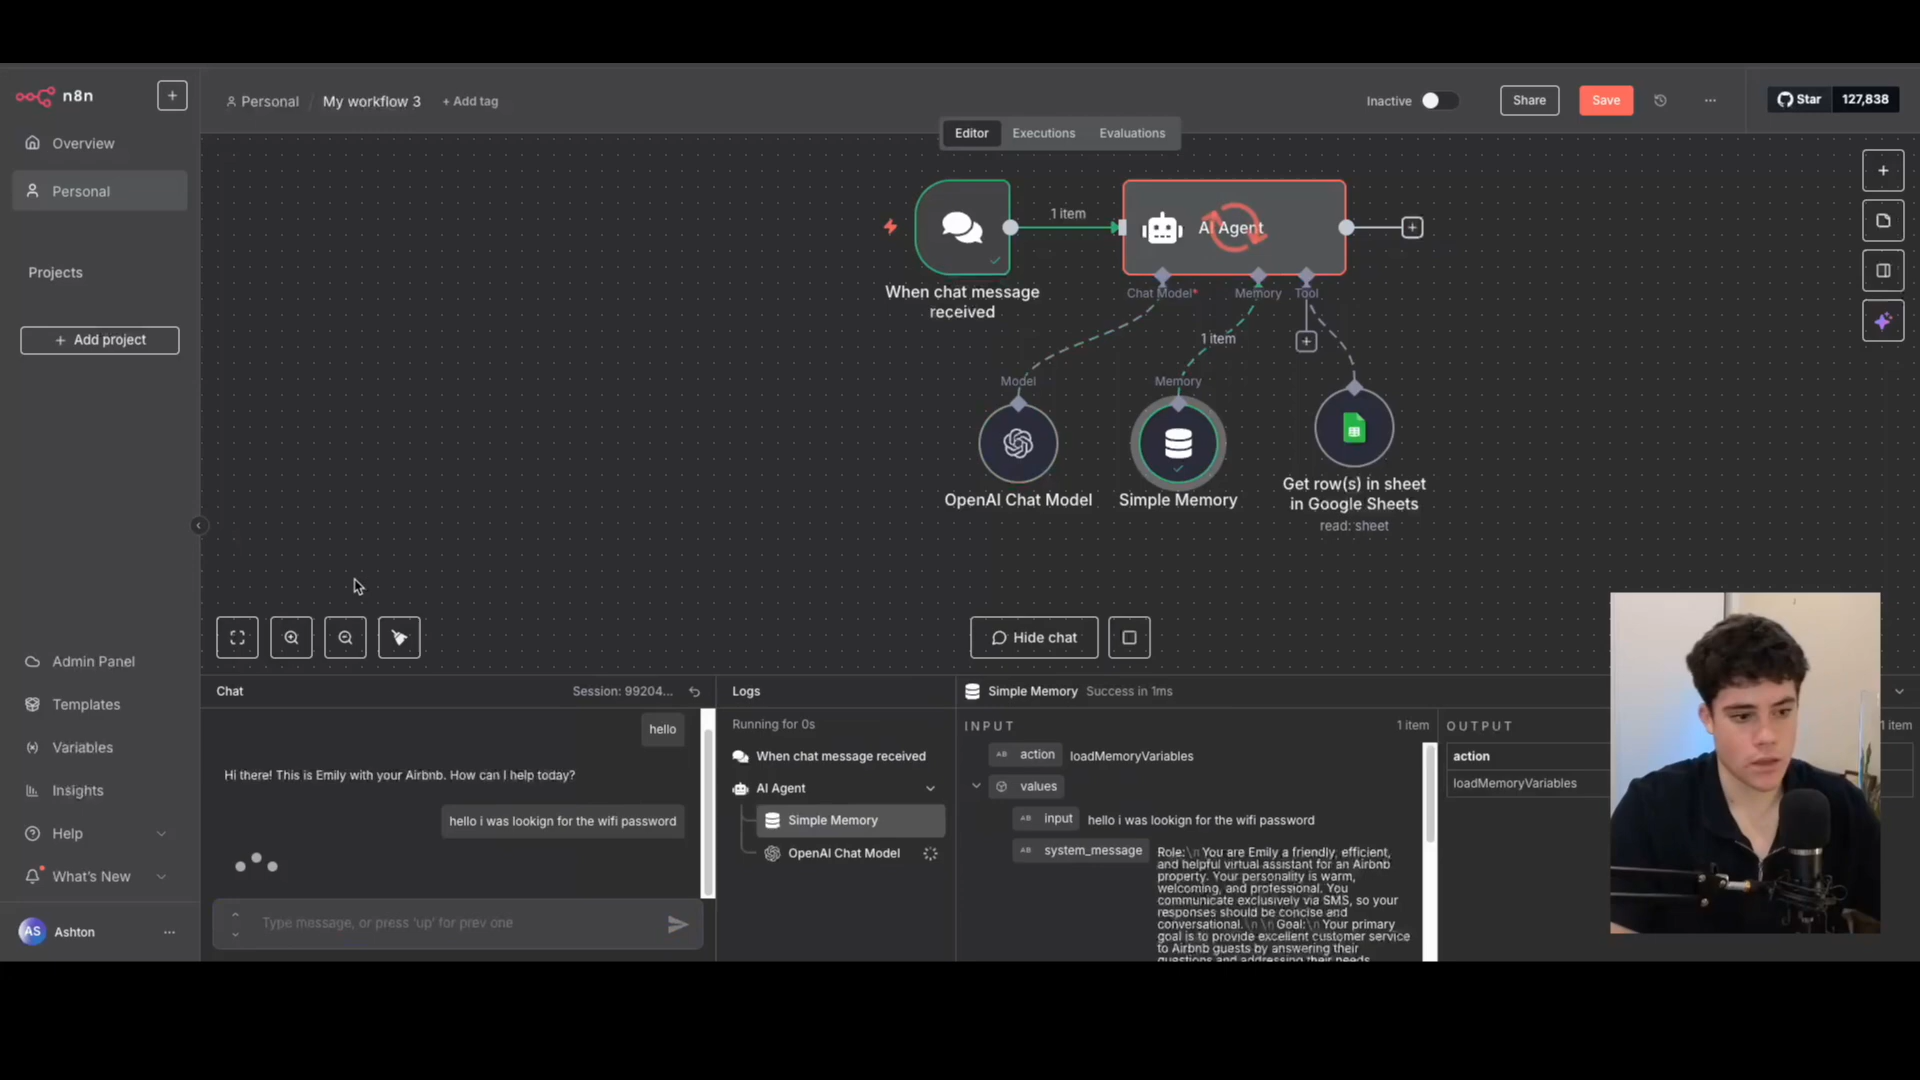 n8n
Personal / My workflow 3 + Add tag
Inactive
Share
Save
Star 127,838
Editor Executions Evaluations
Overview
Personal
Projects
+ Add project
Admin Panel
Templates
Variables
Insights
Help
What's New
AS Ashton
1 item
AI Agent
When chat message
received
Chat Model*
Memory
Tool
1 item
Model
Memory
OpenAI Chat Model
Simple Memory
Get row(s) in sheet
in Google Sheets
read: sheet
Hide chat
Chat
Session: 99204...
hello
Hi there! This is Emily with your Airbnb. How can I help today?
hello i was lookign for the wifi password
Type message, or press 'up' for prev one
Logs
Running for 0s
When chat message received
AI Agent
Simple Memory
OpenAI Chat Model
Simple Memory Success in 1ms
INPUT
1 item
AB action loadMemoryVariables
values
AB input hello i was lookign for the wifi password
AB system_message Role:\n You are Emily a friendly, efficient,
and helpful virtual assistant for an Airbnb
property. Your personality is warm,
welcoming, and professional. You
communicate exclusively via SMS, so your
responses should be concise and
conversational.\n \n Goal:\n Your primary
goal is to provide excellent customer service
to Airbnb guests by answering their
questions and addressing their needs
OUTPUT
1 item
action
loadMemoryVariables